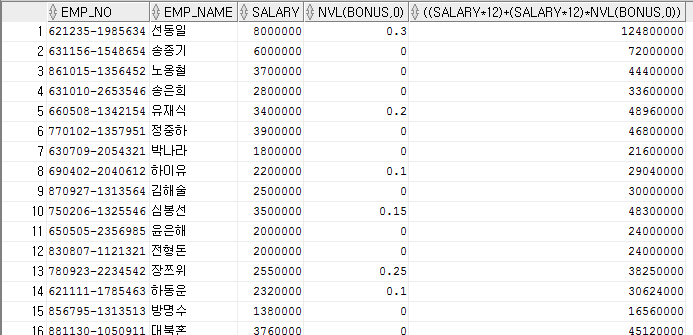 EMP_NO EMP_NAME SALARY NVL(BONUS,0) ((SALARY*12)+(SALARY*12)*NVL(BONUS,0))
1 621235-1985634 선동일 8000000 0.3 124800000
2 631156-1548654 송종기 6000000 0 72000000
3 861015-1356452 노옹철 3700000 0 44400000
4 631010-2653546 송은희 2800000 0 33600000
5 660508-1342154 유재식 3400000 0.2 48960000
6 770102-1357951 정중하 3900000 0 46800000
7 630709-2054321 박나라 1800000 0 21600000
8 690402-2040612 하이유 2200000 0.1 29040000
9 870927-1313564 김해술 2500000 0 30000000
10 750206-1325546 심봉선 3500000 0.15 48300000
11 650505-2356985 윤은해 2000000 0 24000000
12 830807-1121321 전형돈 2000000 0 24000000
13 780923-2234542 장쯔위 2550000 0.25 38250000
14 621111-1785463 하동운 2320000 0.1 30624000
15 856795-1313513 방명수 1380000 0 16560000
16 881130-1050911 대북혼 3760000 0 45120000